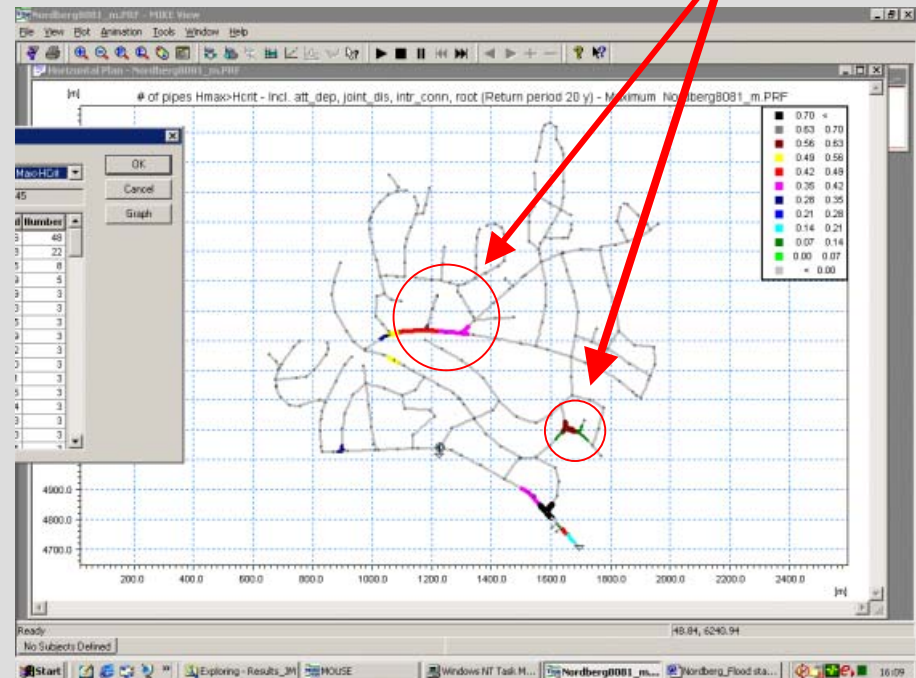 Nordberg8081_m.PRF - MIKE View
File View Plot Animation Tools Window Help
Horizontal Plan - Nordberg8081_m.PRF
[m]
# of pipes Hmax>Hcrit - Incl. att_dep, joint_dis, intr_conn, root (Return period 20 y) - Maximum Nordberg8081_m.PRF
0.70 <
0.63 0.70
0.56 0.63
0.49 0.56
0.42 0.49
0.35 0.42
0.28 0.35
0.21 0.28
0.14 0.21
0.07 0.14
0.00 0.07
< 0.00
OK
Cancel
45
Graph
Number
48
22
8
5
3
3
3
3
3
3
3
3
3
3
3
4900.0
4800.0
4700.0
200.0 400.0 600.0 800.0 1000.0 1200.0 1400.0 1600.0 1800.0 2000.0 2200.0 2400.0
[m]
Ready
48.84, 6240.94
No Subjects Defined
Start
Exploring - Results_JM
MOUSE
Windows NT Task M...
Nordberg8081_m...
Nordberg_Flood sta...
16:09